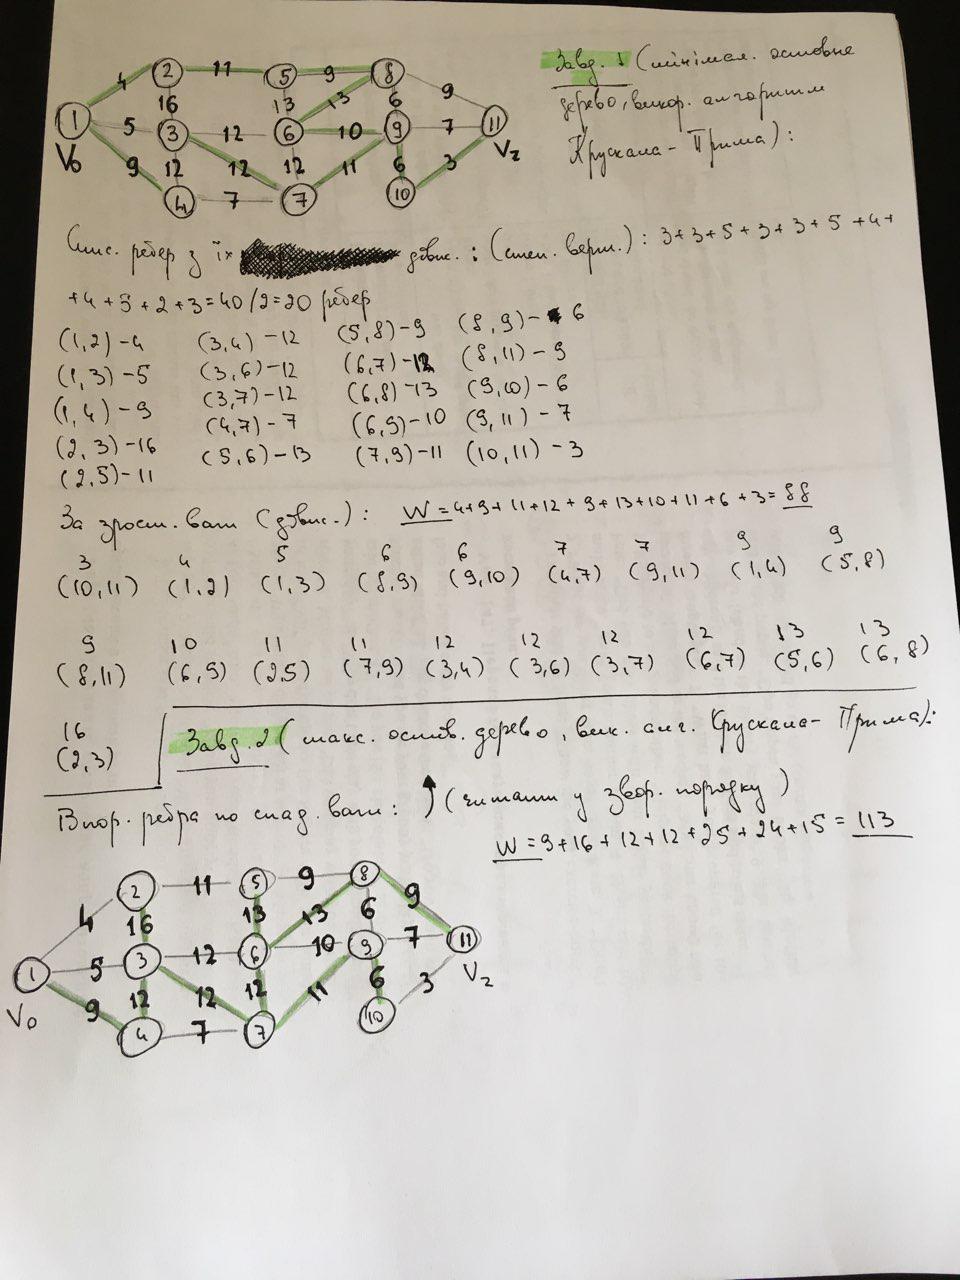 Завд. 1 (мінімал. остовне
дерево, викор. алгоритм
Крускала-Прима):
4 11 9 9
2 5 8
16 13 13 6
1 5 3 12 6 10 9 7 11
V₀ V₂
9 12 12 12 11 6 3
4 7 7 10
Спис. ребер з їх довж.: (степ. верш.): 3+3+5+3+3+5+4+
+4+5+2+3=40/2=20 ребер
(1,2)-4 (3,4)-12 (5,8)-9 (8,9)-6
(1,3)-5 (3,6)-12 (6,7)-12 (8,11)-9
(1,4)-9 (3,7)-12 (6,8)-13 (9,10)-6
(2,3)-16 (4,7)-7 (6,9)-10 (9,11)-7
(2,5)-11 (5,6)-13 (7,9)-11 (10,11)-3
За зрост. ваги (довж.): W=4+9+11+12+9+13+10+11+6+3=88
3 4 5 6 6 7 7 9 9
(10,11) (1,2) (1,3) (8,9) (9,10) (4,7) (9,11) (1,4) (5,8)
9 10 11 11 12 12 12 12 13 13
(8,11) (6,9) (2,5) (7,9) (3,4) (3,6) (3,7) (6,7) (5,6) (6,8)
16
(2,3)
Завд. 2 (макс. остов. дерево, вик. алг. Крускала-Прима):
Впор. ребра по спад. ваги: (читати у звор. порядку)
W=9+16+12+12+25+24+15=113
2 11 5 9 8
4 16 13 13 6 9
1 5 3 12 6 10 9 7 11
V₀ V₂
9 12 12 12 11 6 3
4 7 7 10